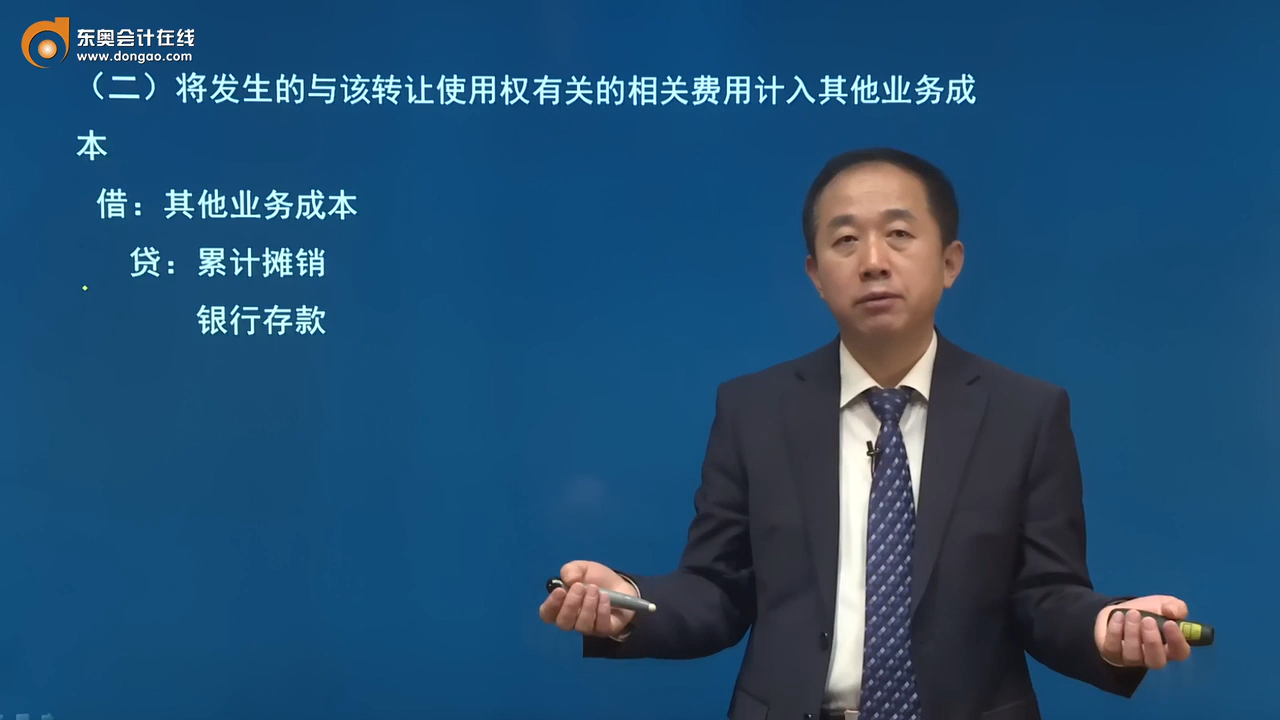 东奥会计在线
www.dongao.com
（二）将发生的与该转让使用权有关的相关费用计入其他业务成
本
借：其他业务成本
贷：累计摊销
银行存款